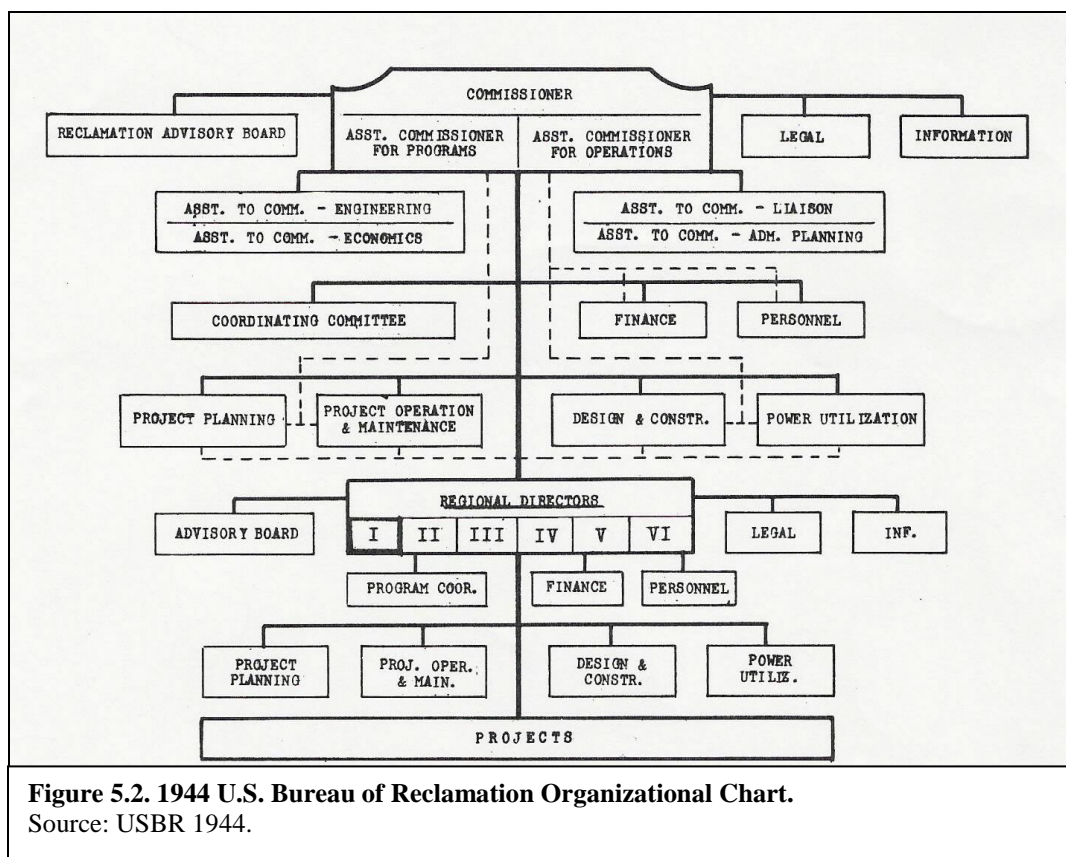 COMMISSIONER
RECLAMATION ADVISORY BOARD
ASST. COMMISSIONER
FOR PROGRAMS
ASST. COMMISSIONER
FOR OPERATIONS
LEGAL
INFORMATION
ASST. TO COMM. - ENGINEERING
ASST. TO COMM. - ECONOMICS
ASST. TO COMM. - LIAISON
ASST. TO COMM. - ADM. PLANNING
COORDINATING COMMITTEE
FINANCE
PERSONNEL
PROJECT PLANNING
PROJECT OPERATION
& MAINTENANCE
DESIGN & CONSTR.
POWER UTILIZATION
REGIONAL DIRECTORS
ADVISORY BOARD
I II III IV V VI
LEGAL
INF.
PROGRAM COOR.
FINANCE
PERSONNEL
PROJECT
PLANNING
PROJ. OPER.
& MAIN.
DESIGN &
CONSTR.
POWER
UTILIZ.
PROJECTS
Figure 5.2. 1944 U.S. Bureau of Reclamation Organizational Chart.
Source: USBR 1944.